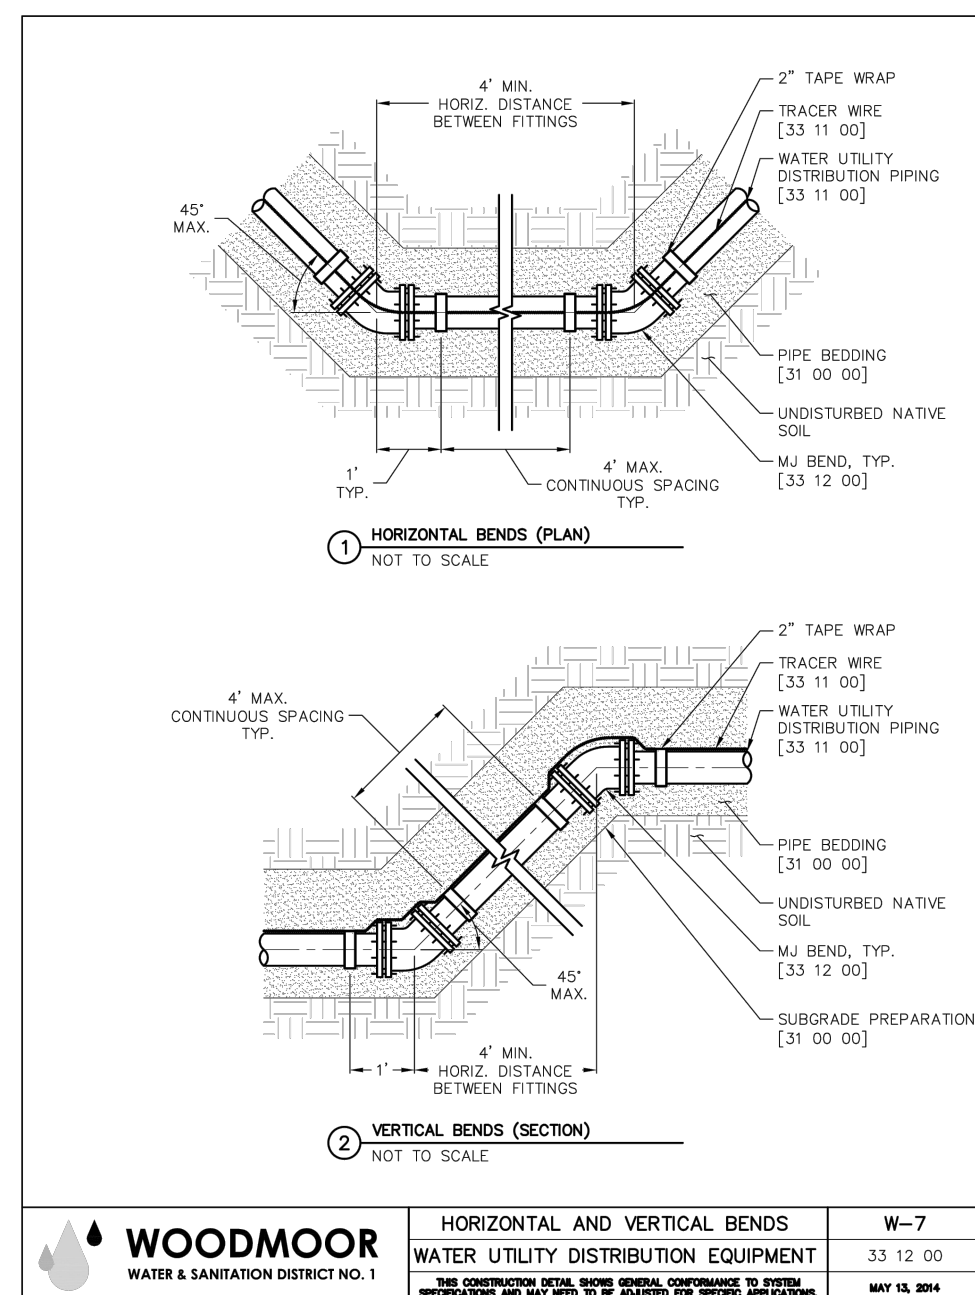 4' MIN.
HORIZ. DISTANCE
BETWEEN FITTINGS
2" TAPE WRAP
TRACER WIRE
[33 11 00]
WATER UTILITY
DISTRIBUTION PIPING
[33 11 00]
45°
MAX.
PIPE BEDDING
[31 00 00]
UNDISTURBED NATIVE
SOIL
MJ BEND, TYP.
[33 12 00]
1'
TYP.
4' MAX.
CONTINUOUS SPACING
TYP.
1
HORIZONTAL BENDS (PLAN)
NOT TO SCALE
2" TAPE WRAP
TRACER WIRE
[33 11 00]
WATER UTILITY
DISTRIBUTION PIPING
[33 11 00]
4' MAX.
CONTINUOUS SPACING
TYP.
PIPE BEDDING
[31 00 00]
UNDISTURBED NATIVE
SOIL
MJ BEND, TYP.
[33 12 00]
45°
MAX.
SUBGRADE PREPARATION
[31 00 00]
1'
4' MIN.
HORIZ. DISTANCE
BETWEEN FITTINGS
2
VERTICAL BENDS (SECTION)
NOT TO SCALE
WOODMOOR
WATER & SANITATION DISTRICT NO. 1
HORIZONTAL AND VERTICAL BENDS
WATER UTILITY DISTRIBUTION EQUIPMENT
THIS CONSTRUCTION DETAIL SHOWS GENERAL CONFORMANCE TO SYSTEM
SPECIFICATIONS AND MAY NEED TO BE ADJUSTED FOR SPECIFIC APPLICATIONS.
W-7
33 12 00
MAY 13, 2014